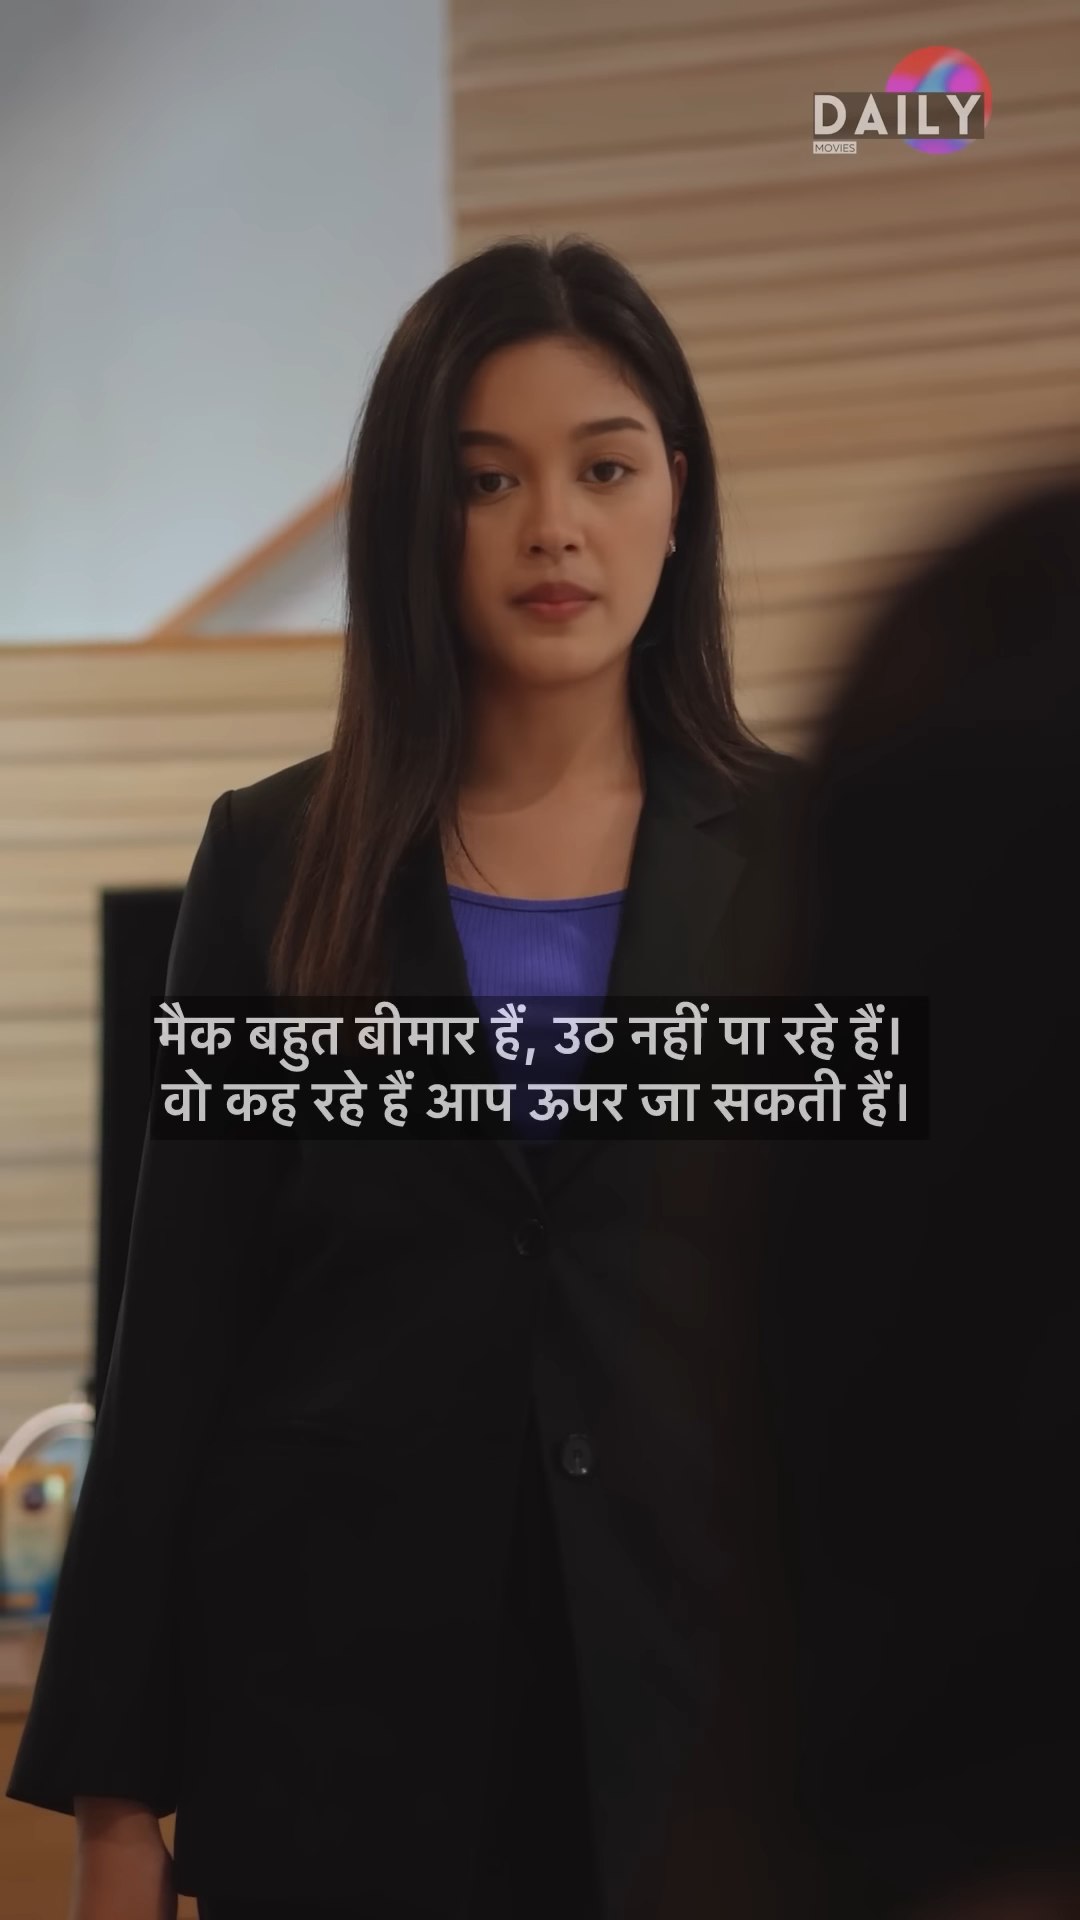 DAILY
MOVIES
मैक बहुत बीमार हैं, उठ नहीं पा रहे हैं।
वो कह रहे हैं आप ऊपर जा सकती हैं।